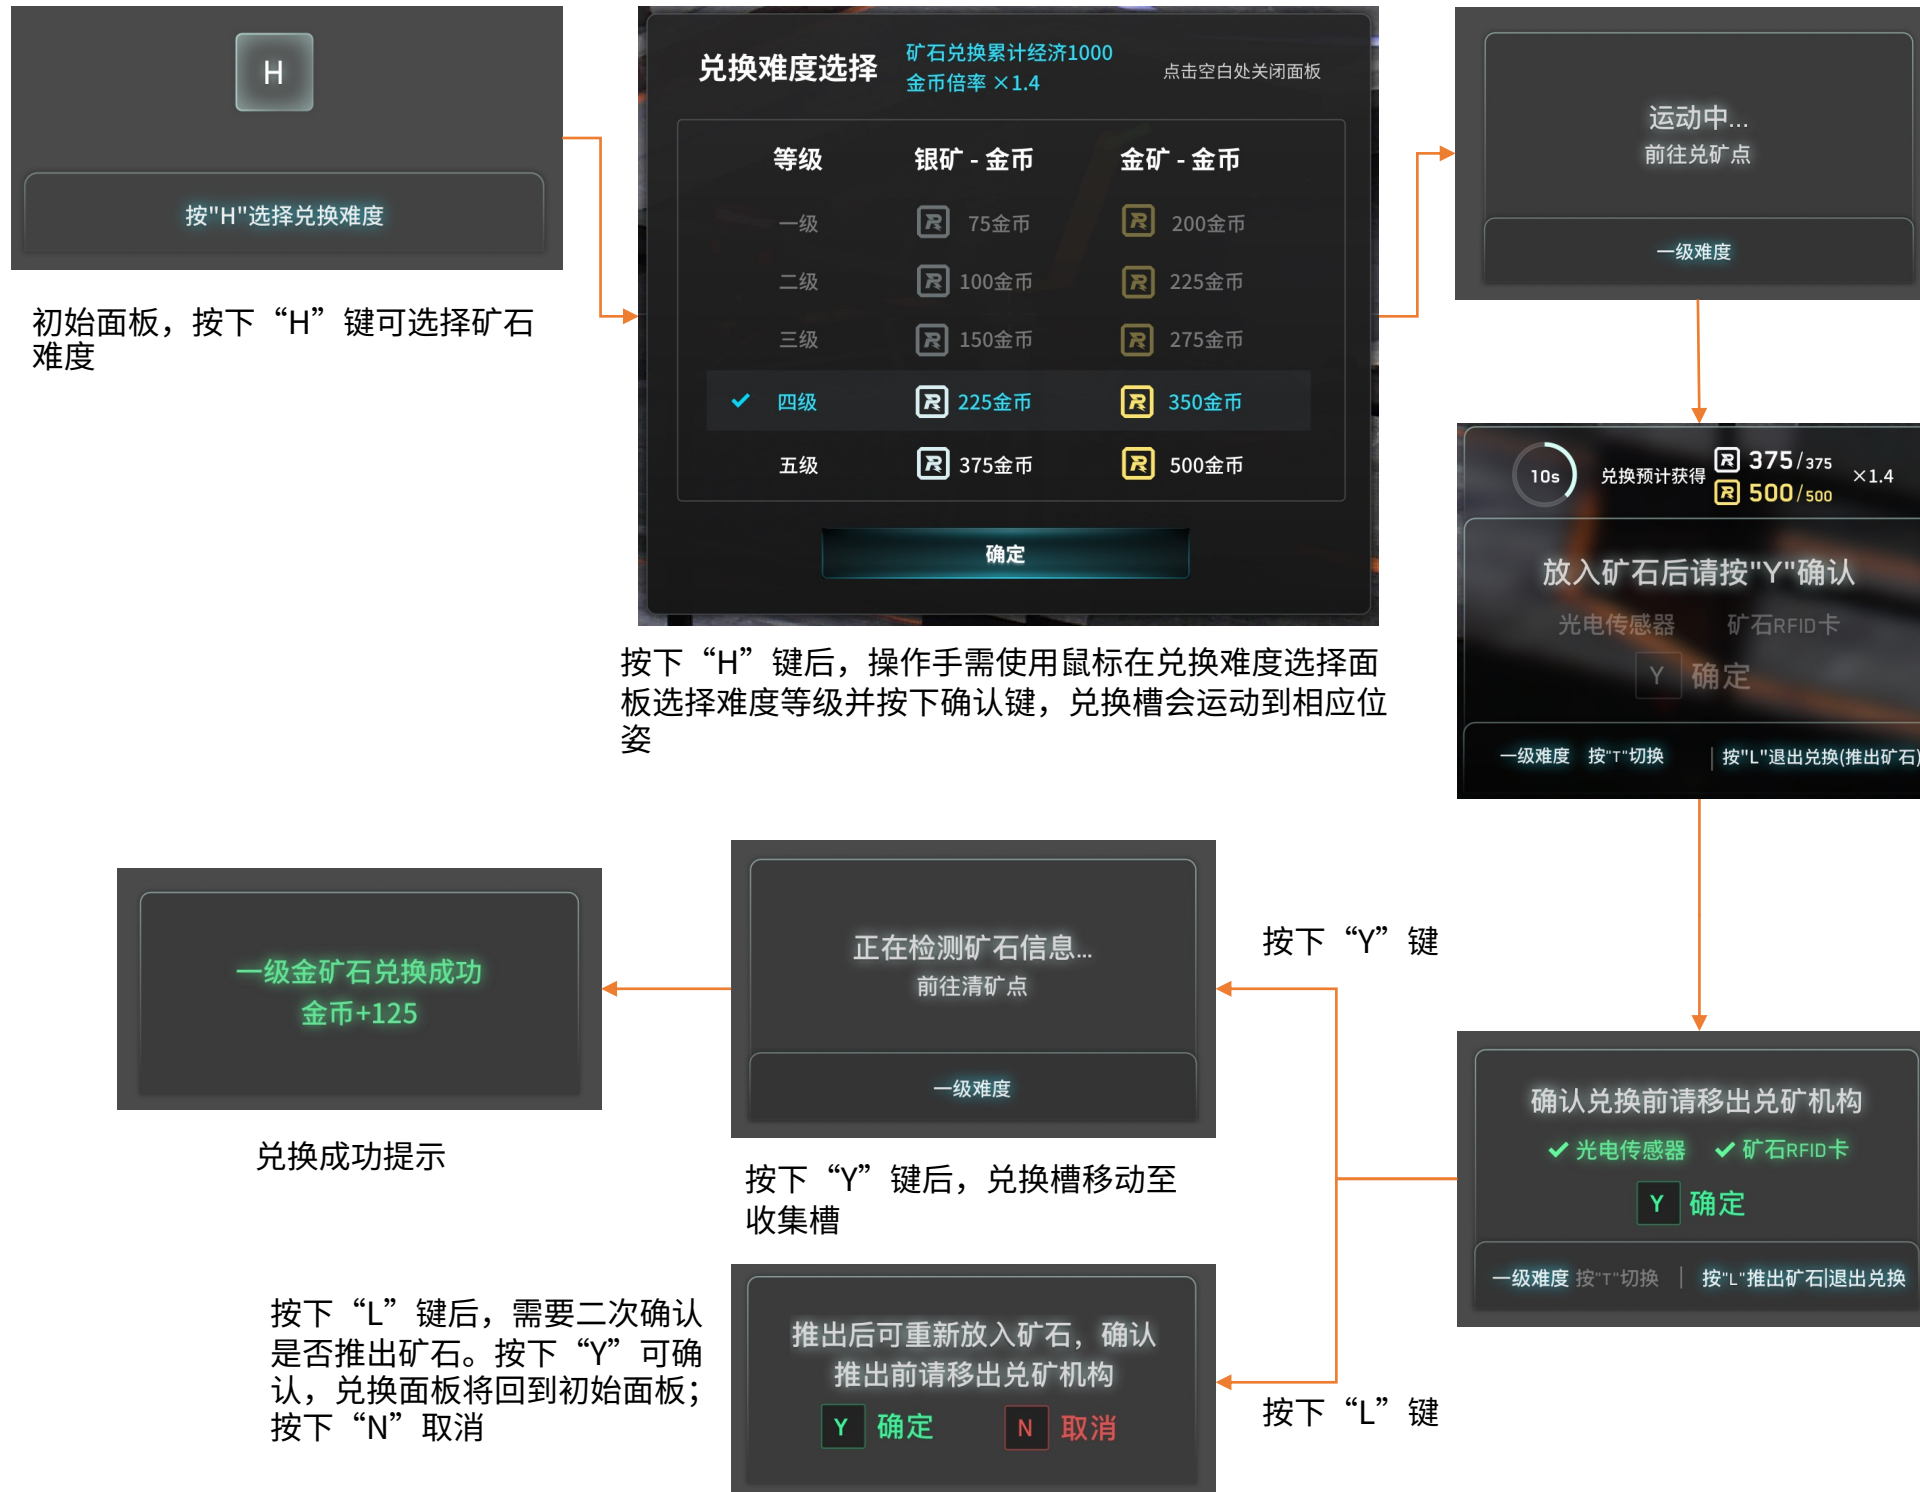 H
按"H"选择兑换难度
初始面板，按下“H”键可选择矿石
难度
兑换难度选择
矿石兑换累计经济1000
金币倍率 ×1.4
点击空白处关闭面板
等级 银矿 - 金币 金矿 - 金币
一级 75金币 200金币
二级 100金币 225金币
三级 150金币 275金币
四级 225金币 350金币
五级 375金币 500金币
确定
按下“H”键后，操作手需使用鼠标在兑换难度选择面
板选择难度等级并按下确认键，兑换槽会运动到相应位
姿
运动中...
前往兑矿点
一级难度
10s 兑换预计获得 375/375 ×1.4
500/500
放入矿石后请按"Y"确认
光电传感器 矿石RFID卡
Y 确定
一级难度 按"T"切换 | 按"L"退出兑换(推出矿石)
确认兑换前请移出兑矿机构
光电传感器 矿石RFID卡
Y 确定
一级难度 按"T"切换 | 按"L"推出矿石|退出兑换
按下“Y”键
正在检测矿石信息...
前往清矿点
一级难度
按下“Y”键后，兑换槽移动至
收集槽
一级金矿石兑换成功
金币+125
兑换成功提示
按下“L”键
推出后可重新放入矿石，确认
推出前请移出兑矿机构
Y 确定 N 取消
按下“L”键后，需要二次确认
是否推出矿石。按下“Y”可确
认，兑换面板将回到初始面板；
按下“N”取消